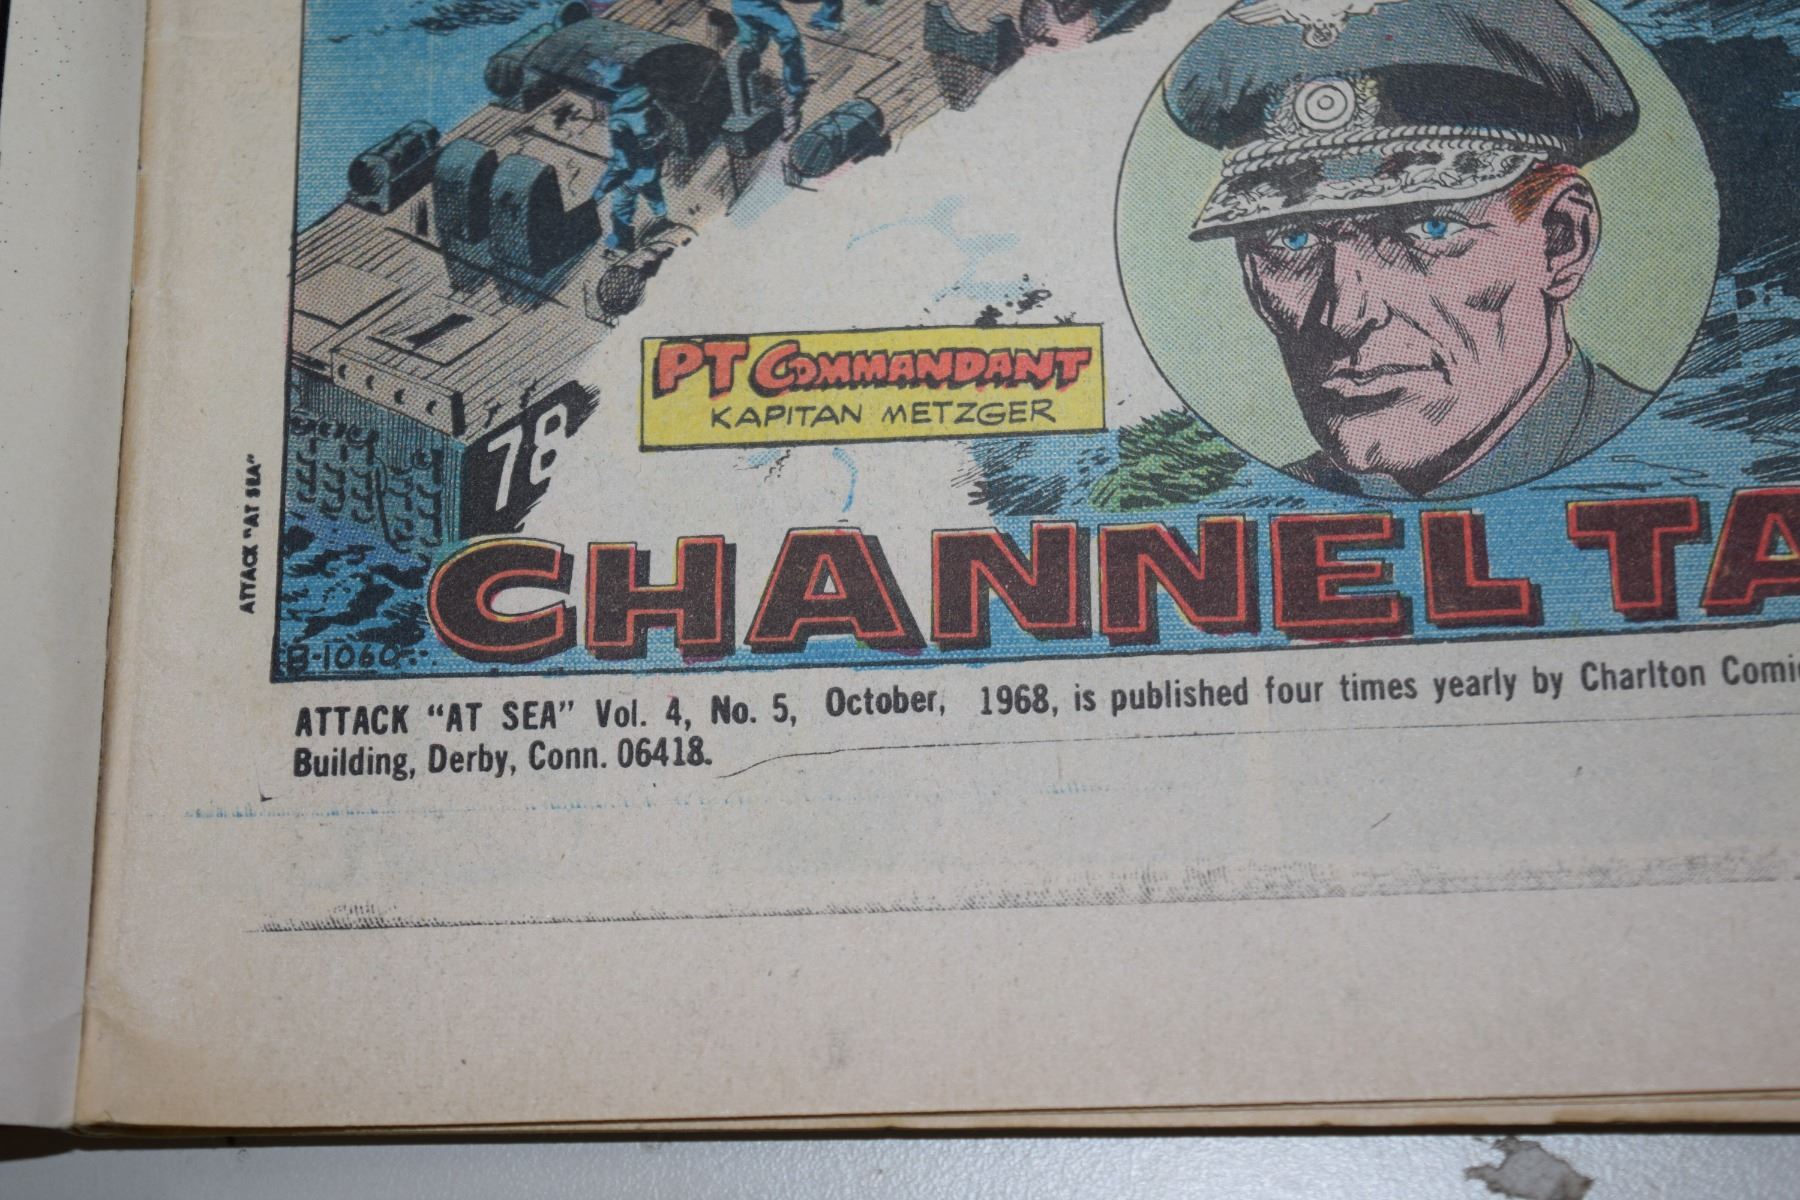 PT COMMANDANT
KAPITAN METZGER
78
CHANNEL TA
ATTACK "AT SEA"
B-1060
ATTACK “AT SEA” Vol. 4, No. 5, October, 1968, is published four times yearly by Charlton Comi
Building, Derby, Conn. 06418.